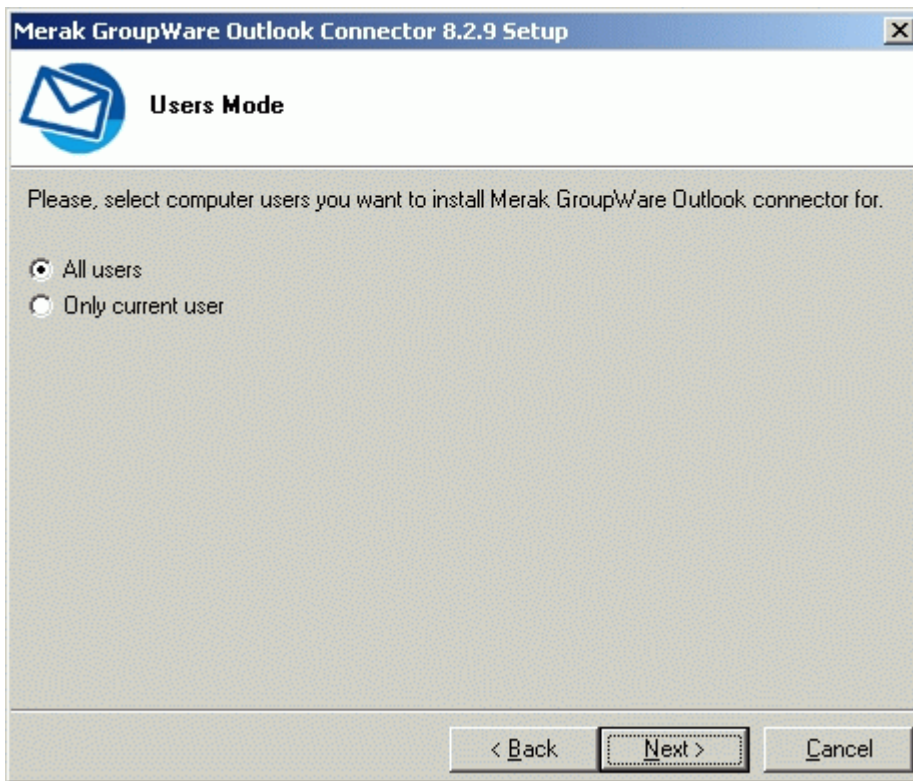 Merak GroupWare Outlook Connector 8.2.9 Setup
Users Mode
Please, select computer users you want to install Merak GroupWare Outlook connector for.
All users
Only current user
< Back
Next >
Cancel